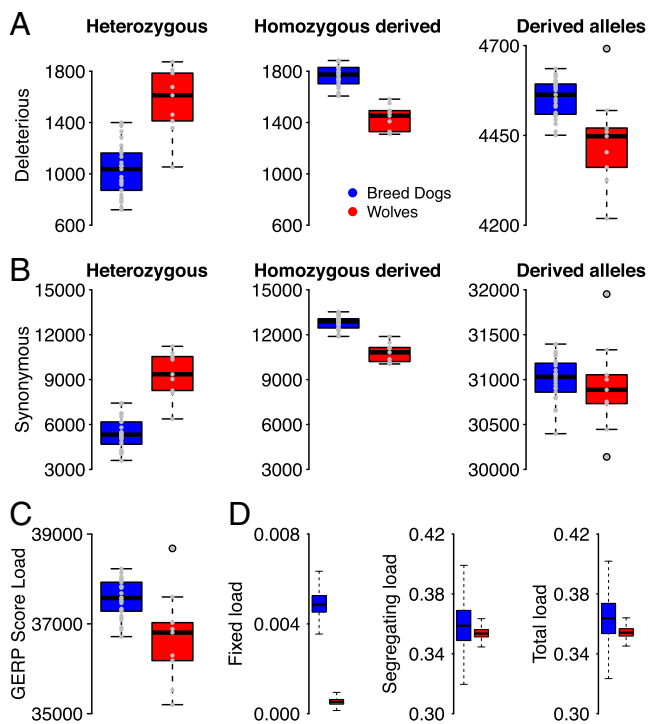 A
Heterozygous
Homozygous derived
Derived alleles
Deleterious
1800
1400
1000
600
1800
1400
1000
600
4700
4450
4200
Breed Dogs
Wolves
B
Heterozygous
Homozygous derived
Derived alleles
Synonymous
15000
12000
9000
6000
3000
15000
12000
9000
6000
3000
32000
31500
31000
30500
30000
C
GERP Score Load
39000
37000
35000
D
Fixed load
0.008
0.004
0.000
Segregating load
0.42
0.38
0.34
0.30
Total load
0.42
0.38
0.34
0.30